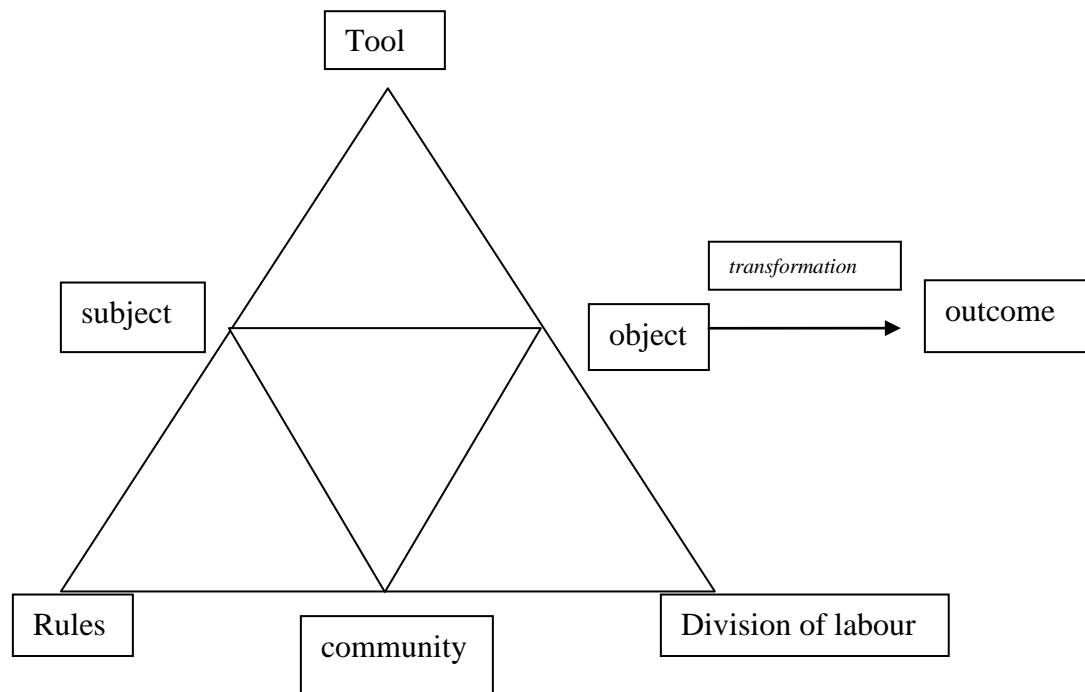 Tool
transformation
subject
object
outcome
Rules
community
Division of labour